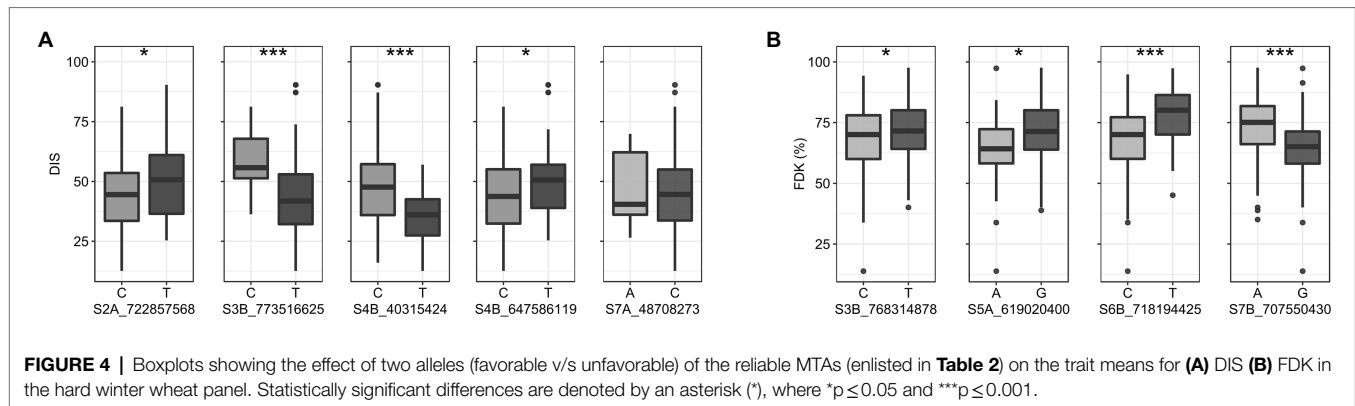 A
B
* *** *** *
* * *** ***
100
75
50
25
DIS
100
75
50
25
FDK (%)
C T C T C T C T A C
S2A_722857568 S3B_773516625 S4B_40315424 S4B_647586119 S7A_48708273
C T A G C T A G
S3B_768314878 S5A_619020400 S6B_718194425 S7B_707550430
FIGURE 4 | Boxplots showing the effect of two alleles (favorable v/s unfavorable) of the reliable MTAs (enlisted in Table 2) on the trait means for (A) DIS (B) FDK in
the hard winter wheat panel. Statistically significant differences are denoted by an asterisk (*), where *p ≤ 0.05 and ***p ≤ 0.001.